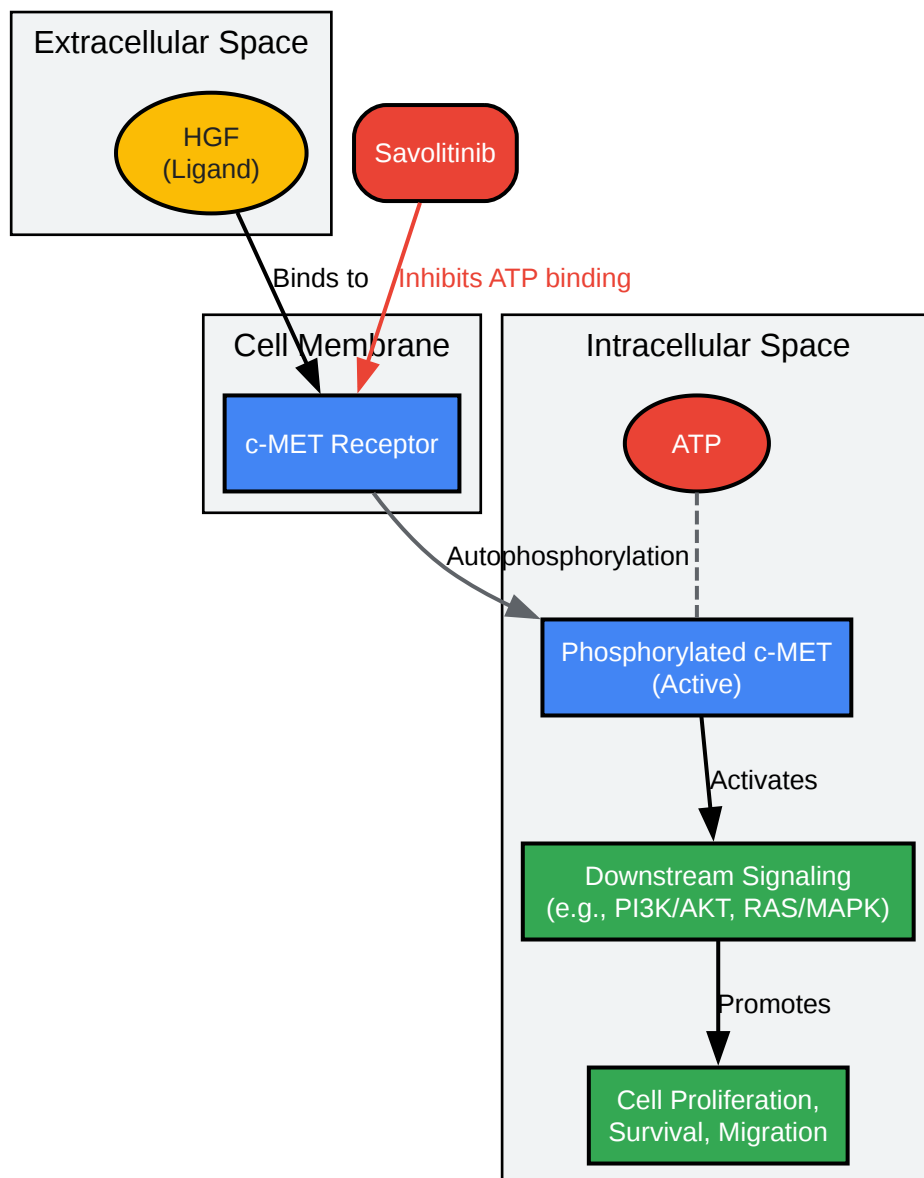 Extracellular Space
HGF
(Ligand)
Savolitinib
Binds to
Inhibits ATP binding
Cell Membrane
c-MET Receptor
Intracellular Space
ATP
Autophosphorylation
Phosphorylated c-MET
(Active)
Activates
Downstream Signaling
(e.g., PI3K/AKT, RAS/MAPK)
Promotes
Cell Proliferation,
Survival, Migration